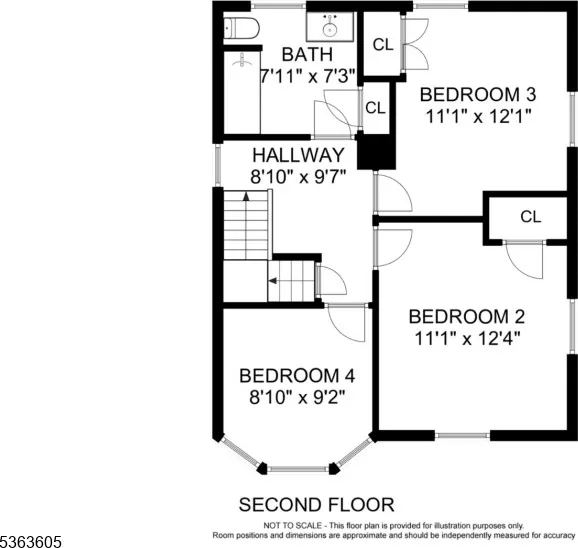 BATH
7'11" x 7'3"
CL
CL
BEDROOM 3
11'1" x 12'1"
HALLWAY
8'10" x 9'7"
CL
BEDROOM 2
11'1" x 12'4"
BEDROOM 4
8'10" x 9'2"
SECOND FLOOR
NOT TO SCALE - This floor plan is provided for illustration purposes only.
Room positions and dimensions are approximate and should be independently measured for accuracy
5363605